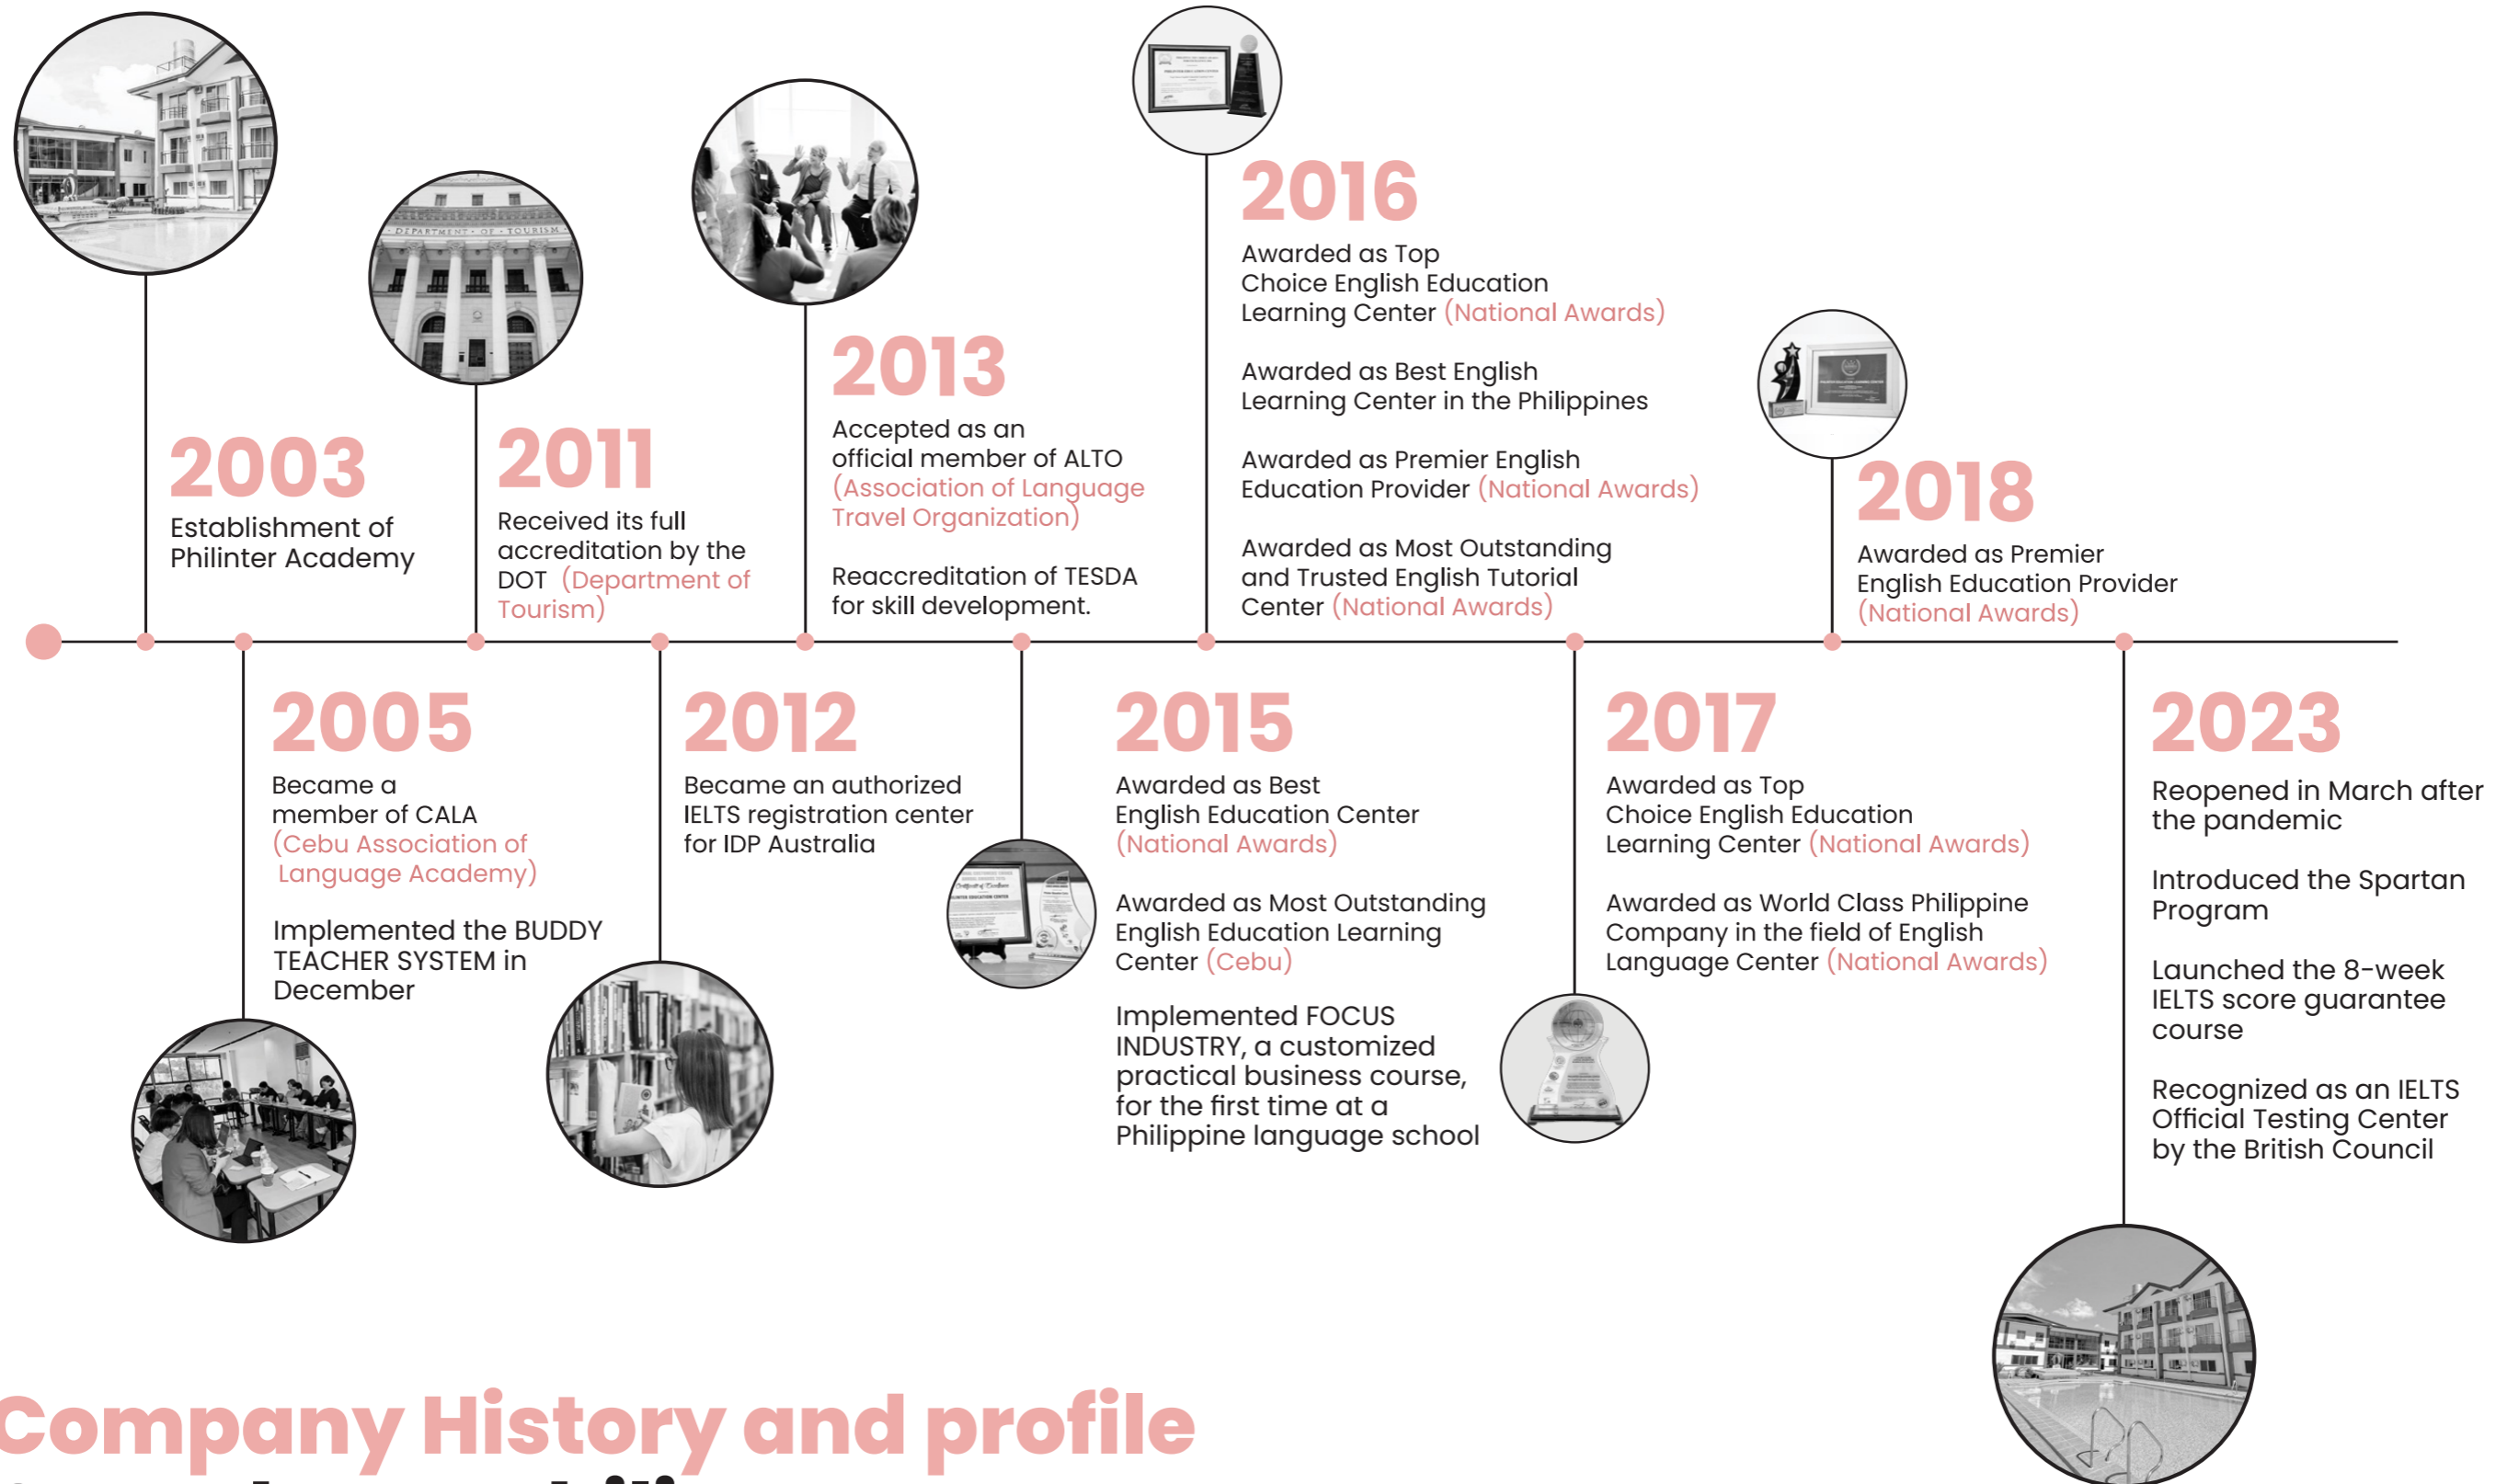 DEPARTMENT · OF · TOURISM
2003
Establishment of
Philinter Academy
2011
Received its full
accreditation by the
DOT (Department of
Tourism)
2013
Accepted as an
official member of ALTO
(Association of Language
Travel Organization)
Reaccreditation of TESDA
for skill development.
2016
Awarded as Top
Choice English Education
Learning Center (National Awards)
Awarded as Best English
Learning Center in the Philippines
Awarded as Premier English
Education Provider (National Awards)
Awarded as Most Outstanding
and Trusted English Tutorial
Center (National Awards)
2018
Awarded as Premier
English Education Provider
(National Awards)
2005
Became a
member of CALA
(Cebu Association of
Language Academy)
Implemented the BUDDY
TEACHER SYSTEM in
December
2012
Became an authorized
IELTS registration center
for IDP Australia
2015
Awarded as Best
English Education Center
(National Awards)
Awarded as Most Outstanding
English Education Learning
Center (Cebu)
Implemented FOCUS
INDUSTRY, a customized
practical business course,
for the first time at a
Philippine language school
2017
Awarded as Top
Choice English Education
Learning Center (National Awards)
Awarded as World Class Philippine
Company in the field of English
Language Center (National Awards)
2023
Reopened in March after
the pandemic
Introduced the Spartan
Program
Launched the 8-week
IELTS score guarantee
course
Recognized as an IELTS
Official Testing Center
by the British Council
Company History and profile